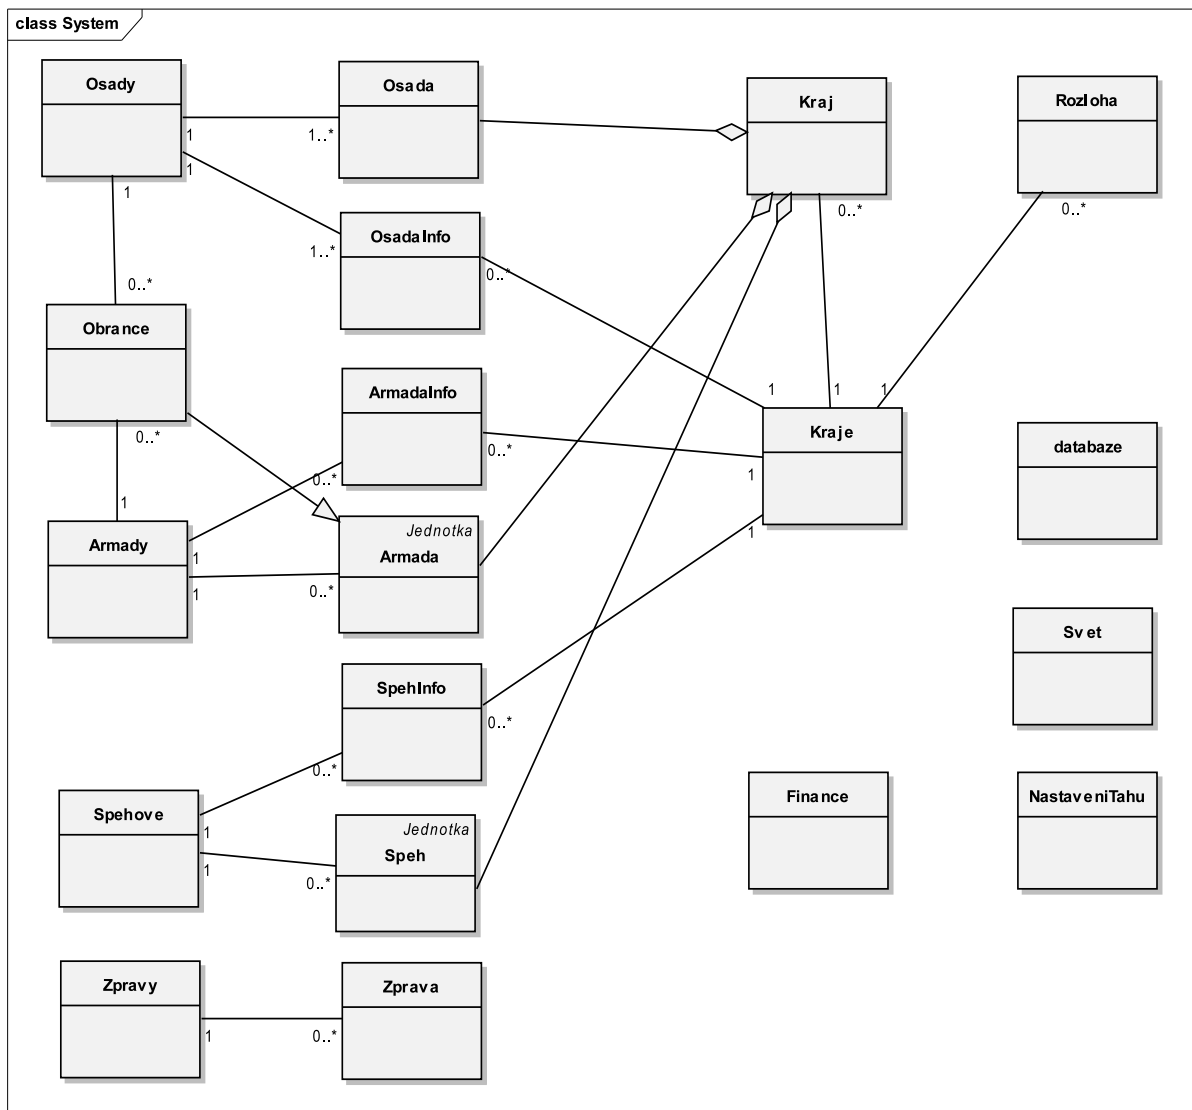 class System
Osady
Osada
Kraj
Rozloha
1
1..*
1
1
0..*
0..*
OsadaInfo
1..*
0..*
0..*
Obrance
ArmadaInfo
1
1
1
Kraje
0..*
0..*
databaze
0..*
1
1
Jednotka
Armady
Armada
1
1
0..*
1
Svet
SpehInfo
0..*
0..*
Spehove
Finance
NastaveniTahu
1
Jednotka
Speh
1
0..*
Zpravy
Zprava
1
0..*